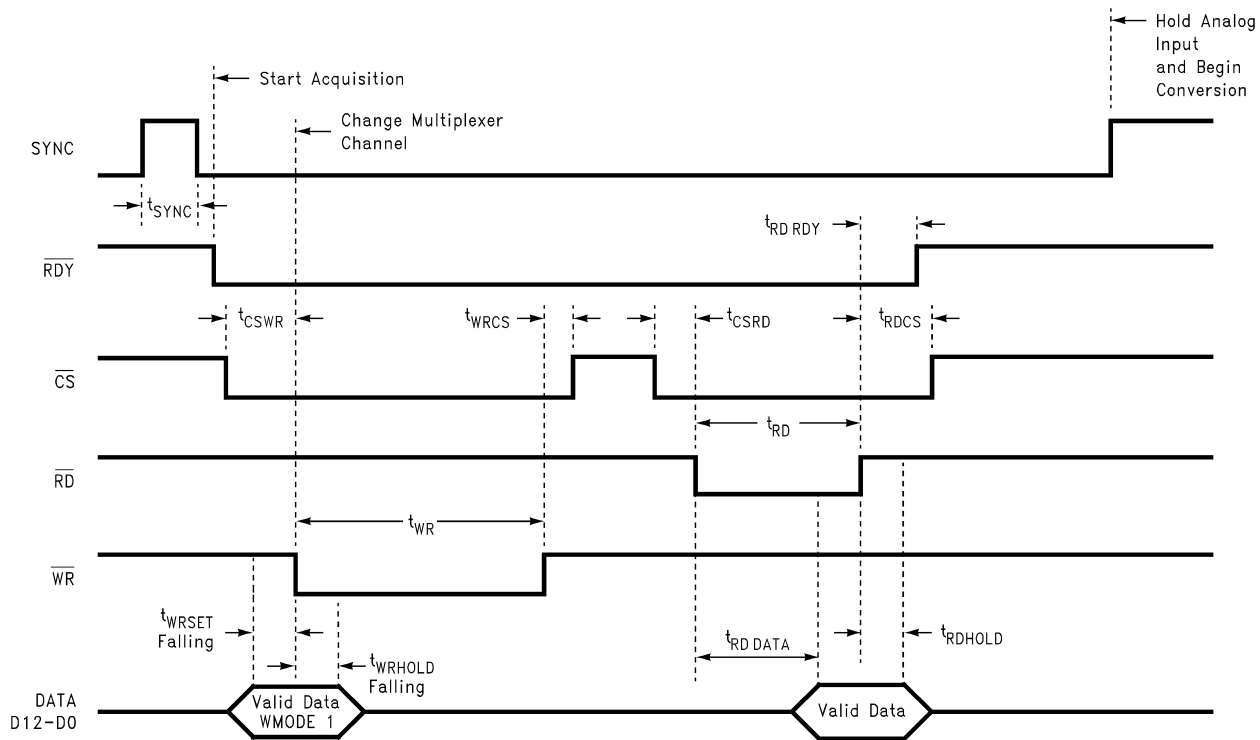 Hold Analog
Input
and Begin
Conversion
Start Acquisition
Change Multiplexer
Channel
SYNC
tSYNC
tRD RDY
RDY
tCSWR
tWRCS
tCSRD
tRDCS
CS
tRD
RD
tWR
WR
tWRSET
Falling
tWRHOLD
Falling
tRD DATA
tRDHOLD
DATA
D12-D0
Valid Data
WMODE 1
Valid Data